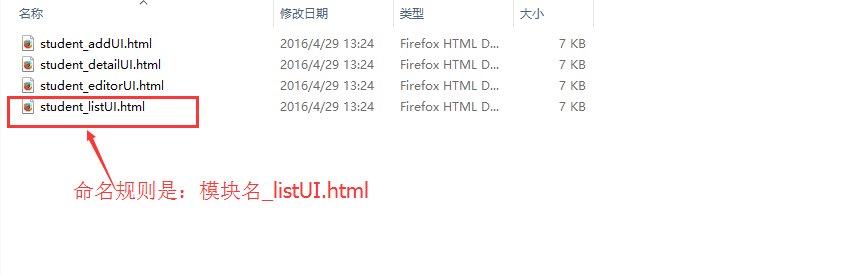 名称 修改日期 类型 大小
student_addUI.html 2016/4/29 13:24 Firefox HTML D... 7 KB
student_detailUI.html 2016/4/29 13:24 Firefox HTML D... 7 KB
student_editorUI.html 2016/4/29 13:24 Firefox HTML D... 7 KB
student_listUI.html 2016/4/29 13:24 Firefox HTML D... 7 KB
命名规则是：模块名_listUI.html